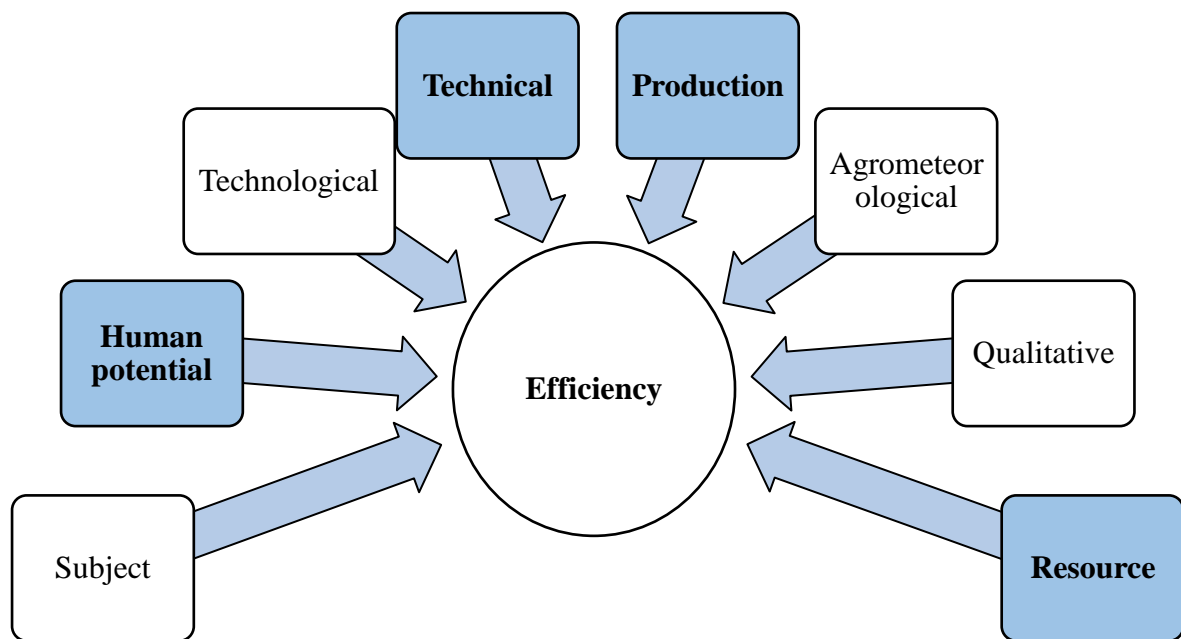 Technical
Production
Technological
Agrometeor
ological
Human
potential
Qualitative
Efficiency
Subject
Resource